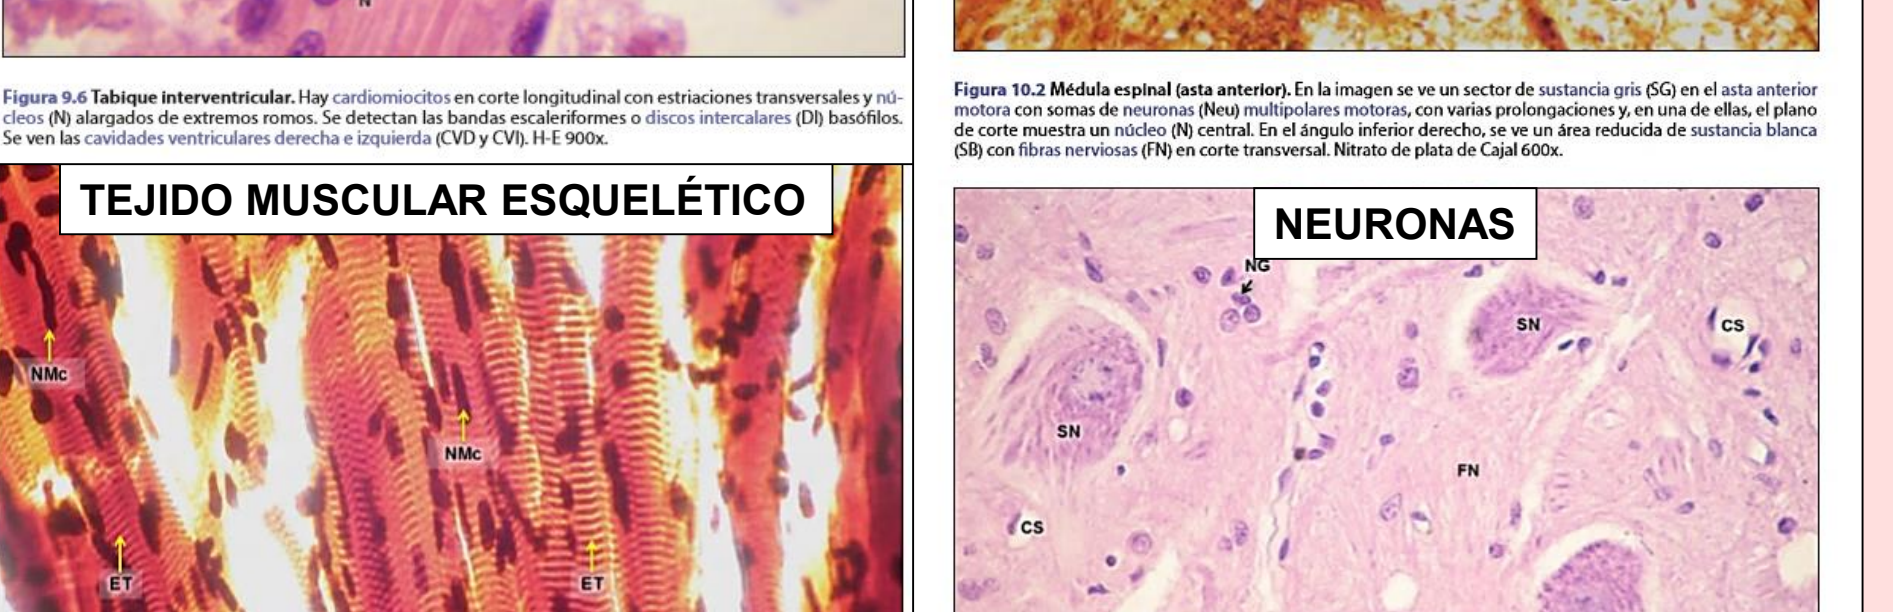 N
Figura 9.6 Tabique interventricular. Hay cardiomiocitos en corte longitudinal con estriaciones transversales y nú-
cleos (N) alargados de extremos romos. Se detectan las bandas escaleriformes o discos intercalares (DI) basófilos.
Se ven las cavidades ventriculares derecha e izquierda (CVD y CVI). H-E 900x.
TEJIDO MUSCULAR ESQUELÉTICO
NMc
NMc
ET
ET
Figura 10.2 Médula espinal (asta anterior). En la imagen se ve un sector de sustancia gris (SG) en el asta anterior
motora con somas de neuronas (Neu) multipolares motoras, con varias prolongaciones y, en una de ellas, el plano
de corte muestra un núcleo (N) central. En el ángulo inferior derecho, se ve un área reducida de sustancia blanca
(SB) con fibras nerviosas (FN) en corte transversal. Nitrato de plata de Cajal 600x.
NEURONAS
NG
SN
CS
SN
FN
CS